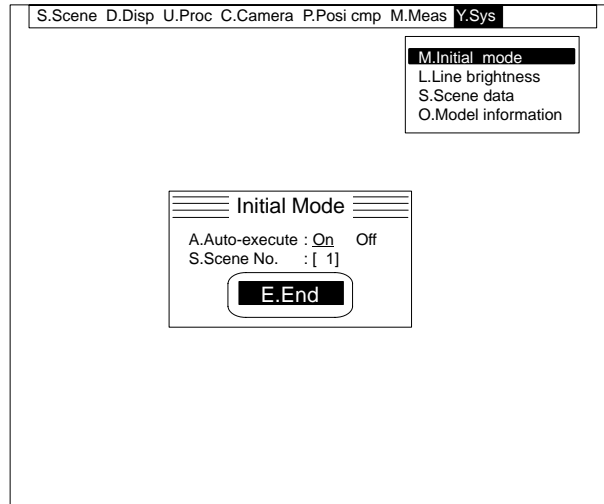 S.Scene D.Disp U.Proc C.Camera P.Posi cmp M.Meas Y.Sys
M.Initial mode
L.Line brightness
S.Scene data
O.Model information
Initial Mode
A.Auto-execute : On Off
S.Scene No. : [ 1]
E.End